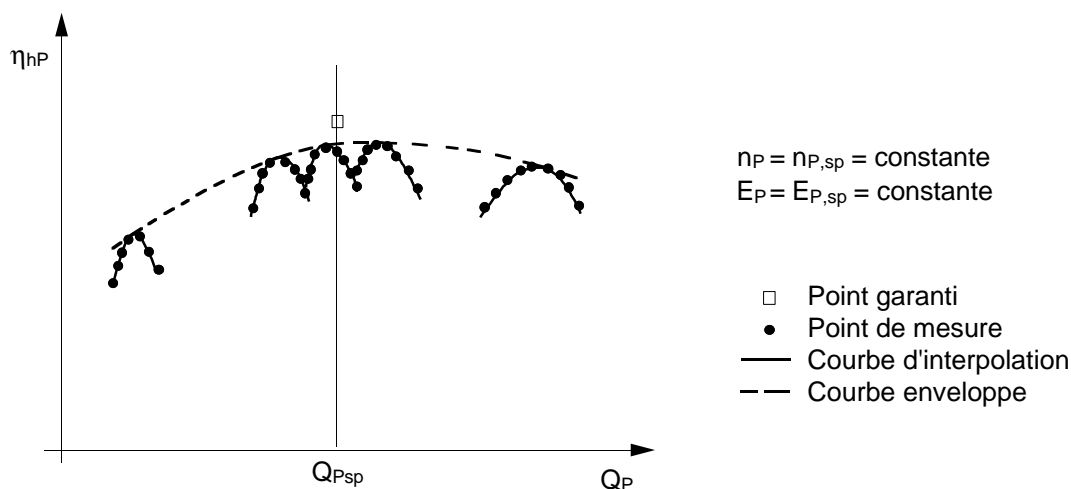 ηhP
nP = nP,sp = constante
EP = EP,sp = constante
Point garanti
Point de mesure
Courbe d'interpolation
Courbe enveloppe
QPsp
QP